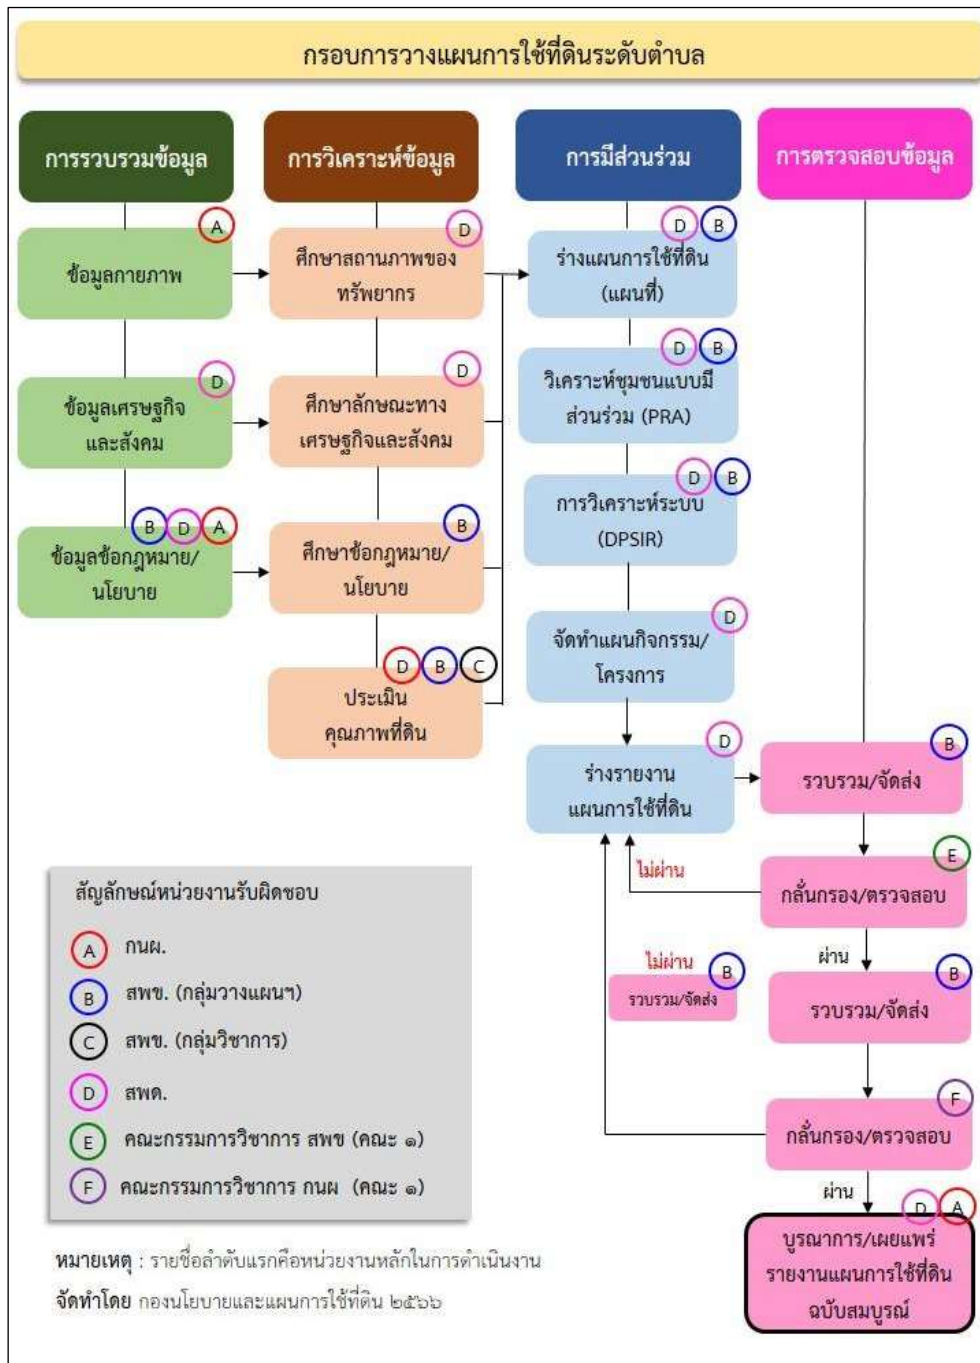 กรอบการวางแผนการใช้ที่ดินระดับตำบล
การรวบรวมข้อมูล
A
ข้อมูลกายภาพ
D
ข้อมูลเศรษฐกิจ
และสังคม
B D A
ข้อมูลข้อกฎหมาย/
นโยบาย
การวิเคราะห์ข้อมูล
D
ศึกษาสถานภาพของ
ทรัพยากร
D
ศึกษาลักษณะทาง
เศรษฐกิจและสังคม
B
ศึกษาข้อกฎหมาย/
นโยบาย
D B C
ประเมิน
คุณภาพที่ดิน
การมีส่วนร่วม
D B
ร่างแผนการใช้ที่ดิน
(แผนที่)
D B
วิเคราะห์ชุมชนแบบมี
ส่วนร่วม (PRA)
D B
การวิเคราะห์ระบบ
(DPSIR)
D
จัดทำแผนกิจกรรม/
โครงการ
D
ร่างรายงาน
แผนการใช้ที่ดิน
การตรวจสอบข้อมูล
B
รวบรวม/จัดส่ง
E
กลั่นกรอง/ตรวจสอบ
ไม่ผ่าน
ผ่าน
B
รวบรวม/จัดส่ง
ไม่ผ่าน
B
รวบรวม/จัดส่ง
F
กลั่นกรอง/ตรวจสอบ
ผ่าน
D A
บูรณาการ/เผยแพร่
รายงานแผนการใช้ที่ดิน
ฉบับสมบูรณ์
สัญลักษณ์หน่วยงานรับผิดชอบ
A กนผ.
B สพข. (กลุ่มวางแผนฯ)
C สพข. (กลุ่มวิชาการ)
D สพด.
E คณะกรรมการวิชาการ สพข (คณะ ๑)
F คณะกรรมการวิชาการ กนผ (คณะ ๑)
หมายเหตุ : รายชื่อลำดับแรกคือหน่วยงานหลักในการดำเนินงาน
จัดทำโดย กองนโยบายและแผนการใช้ที่ดิน ๒๕๖๖